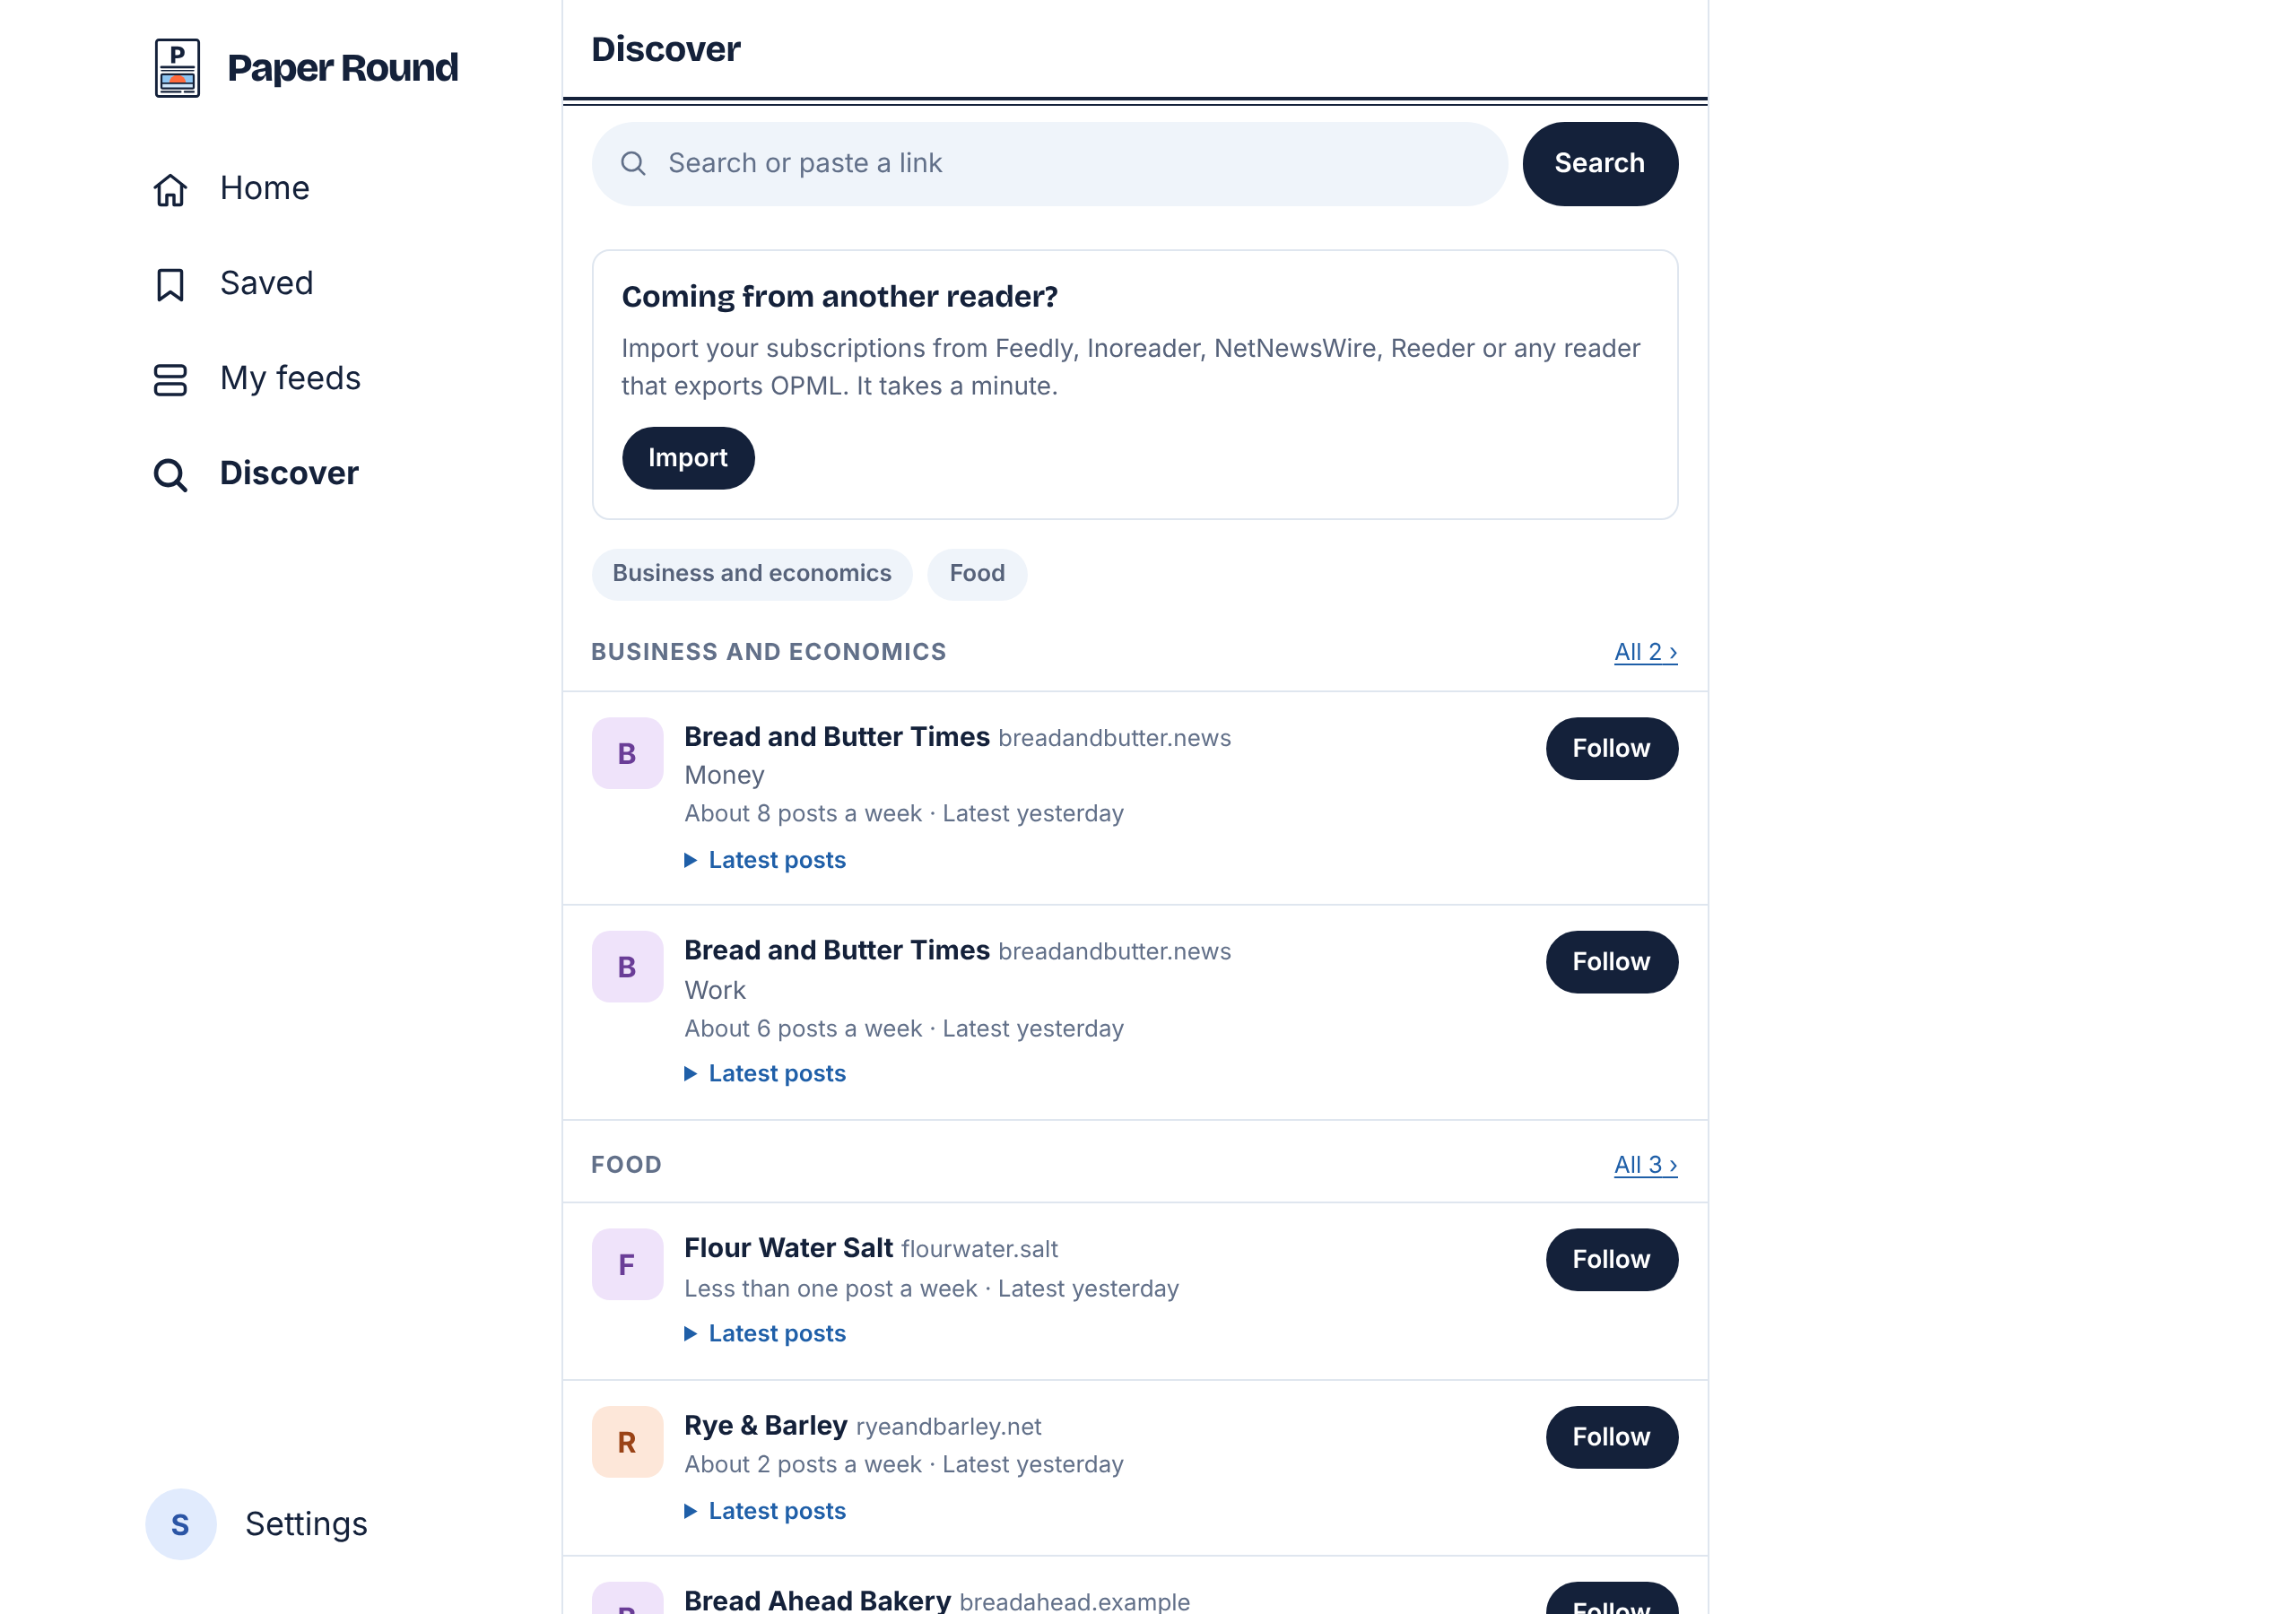 P
Paper Round
Home
Saved
My feeds
Discover
S
Settings
Discover
Search or paste a link
Search
Coming from another reader?
Import your subscriptions from Feedly, Inoreader, NetNewsWire, Reeder or any reader
that exports OPML. It takes a minute.
Import
Business and economics
Food
BUSINESS AND ECONOMICS
All 2 ›
B
Bread and Butter Times breadandbutter.news
Follow
Money
About 8 posts a week · Latest yesterday
▶ Latest posts
B
Bread and Butter Times breadandbutter.news
Follow
Work
About 6 posts a week · Latest yesterday
▶ Latest posts
FOOD
All 3 ›
F
Flour Water Salt flourwater.salt
Follow
Less than one post a week · Latest yesterday
▶ Latest posts
R
Rye & Barley ryeandbarley.net
Follow
About 2 posts a week · Latest yesterday
▶ Latest posts
Bread Ahead Bakery breadahead.example
Follow